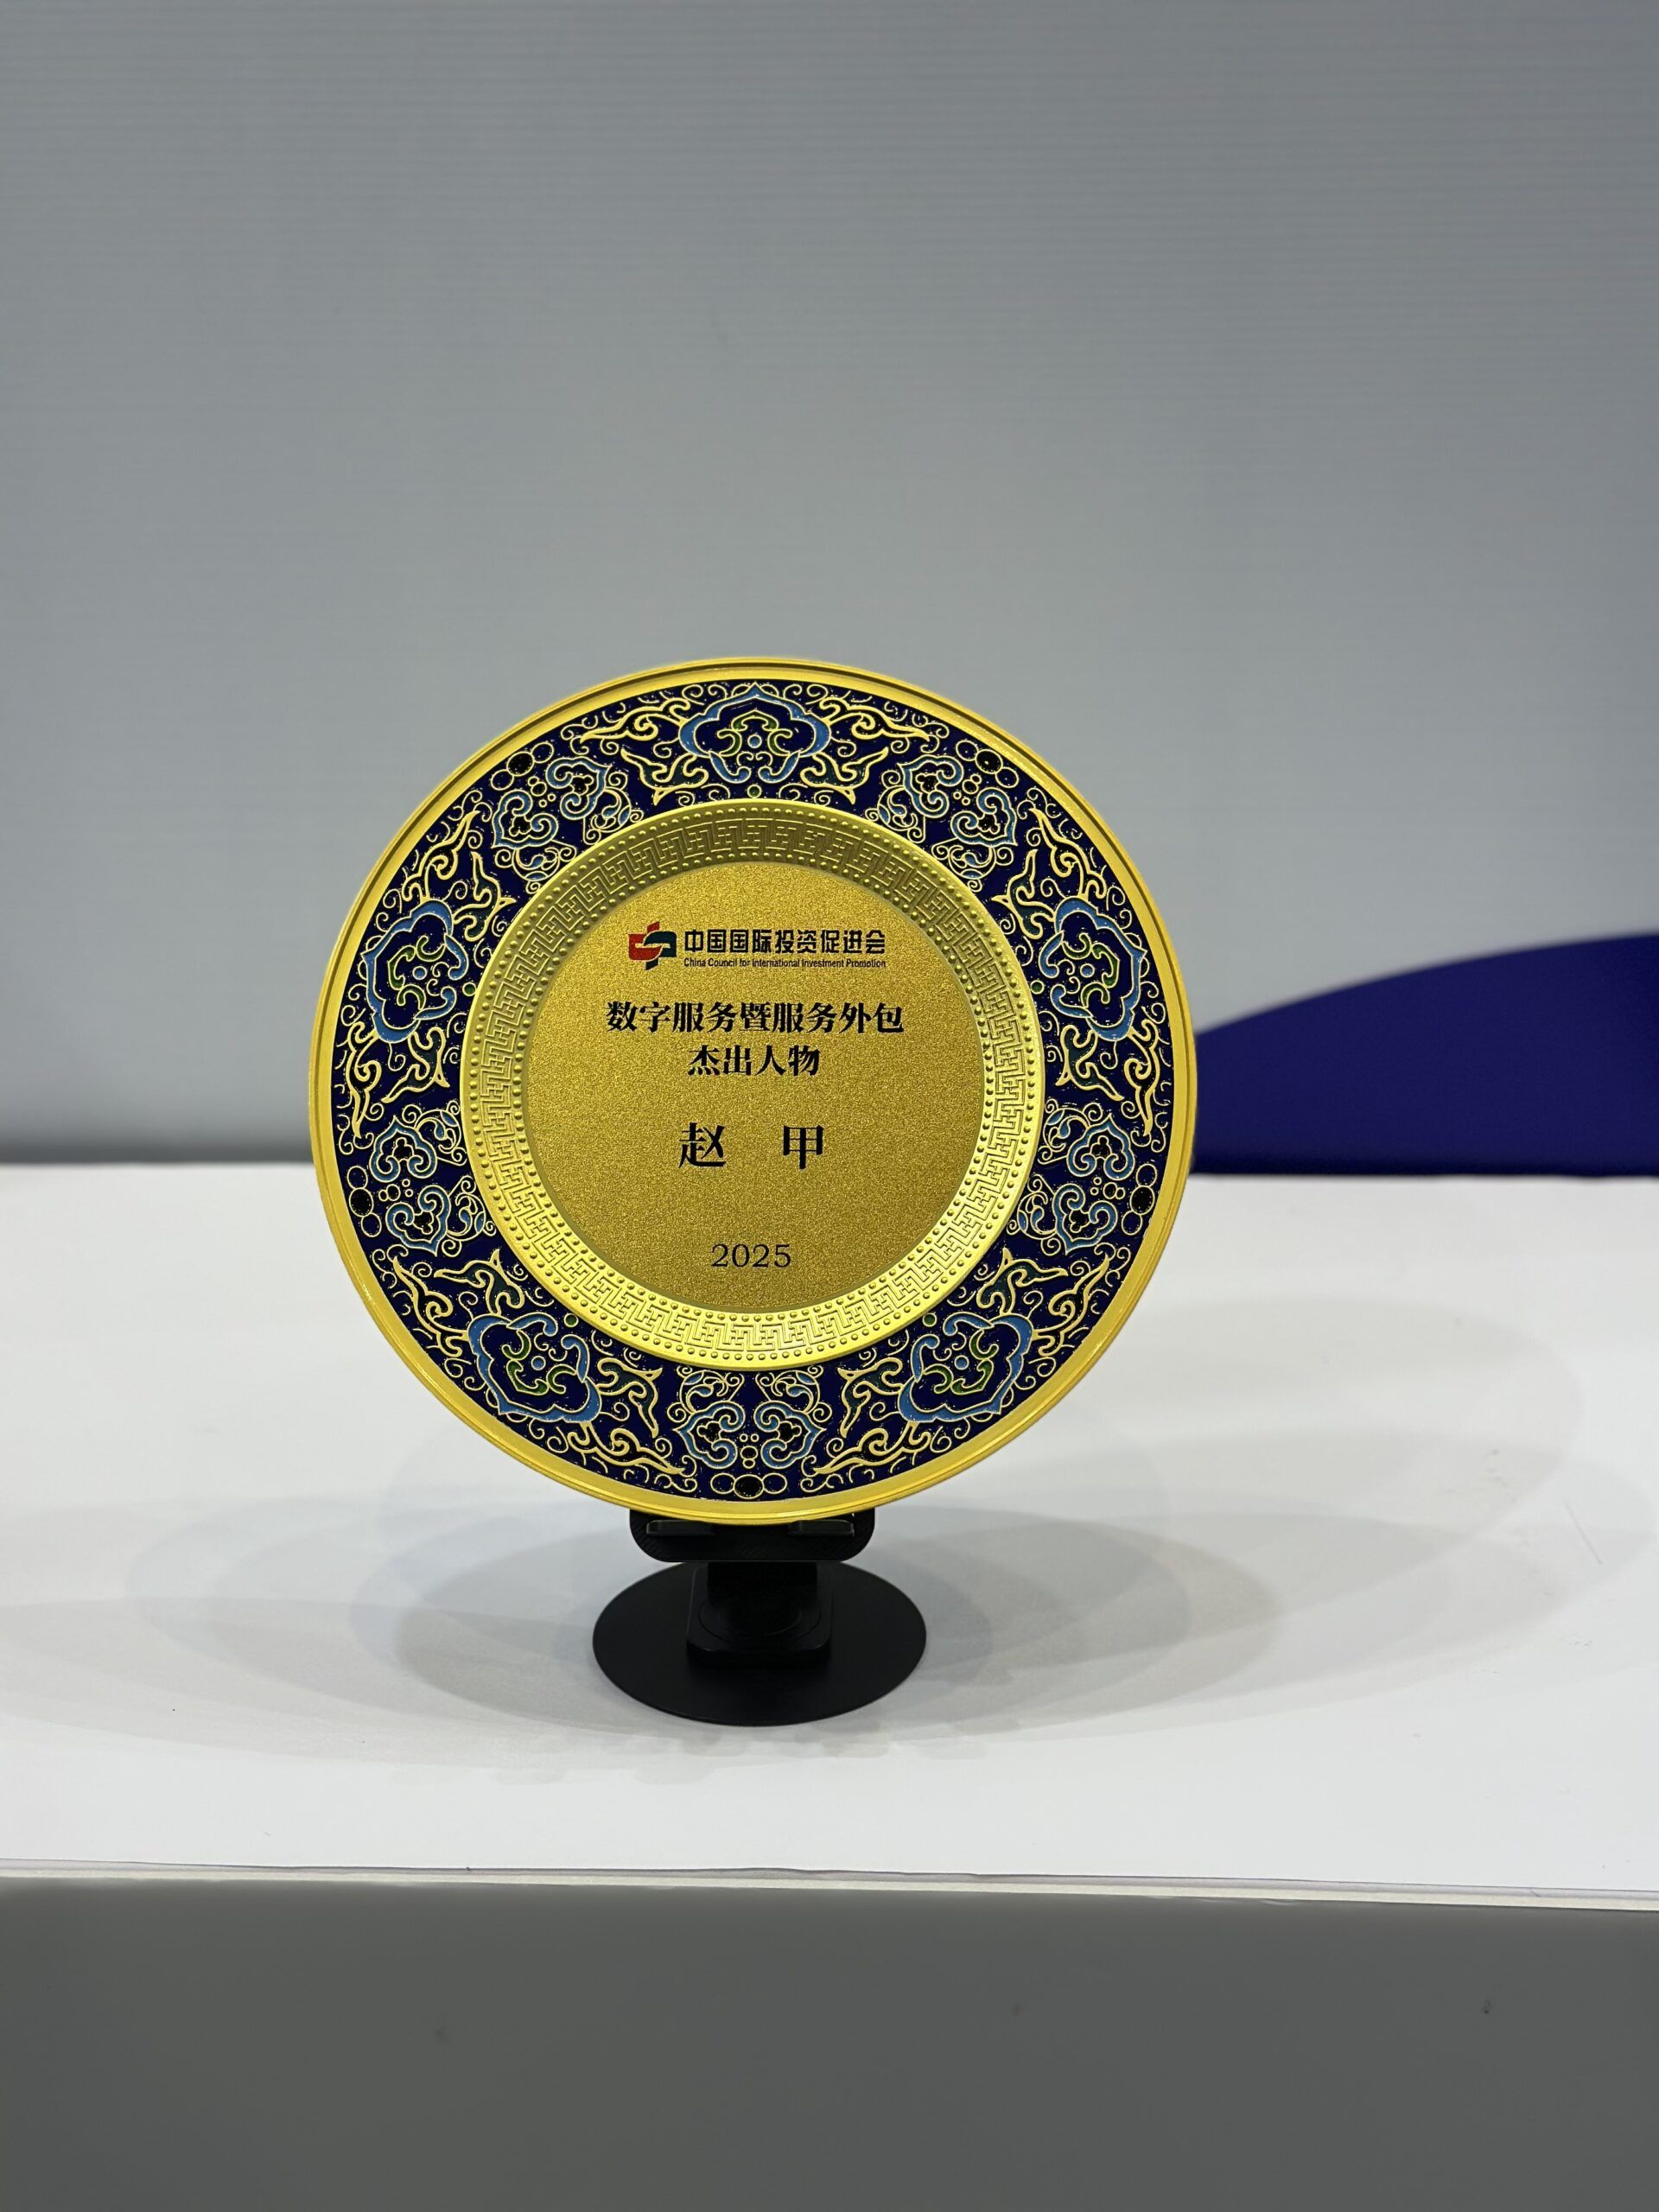 中国国际投资促进会
China Council for International Investment Promotion
数字服务暨服务外包
杰出人物
赵 甲
2025